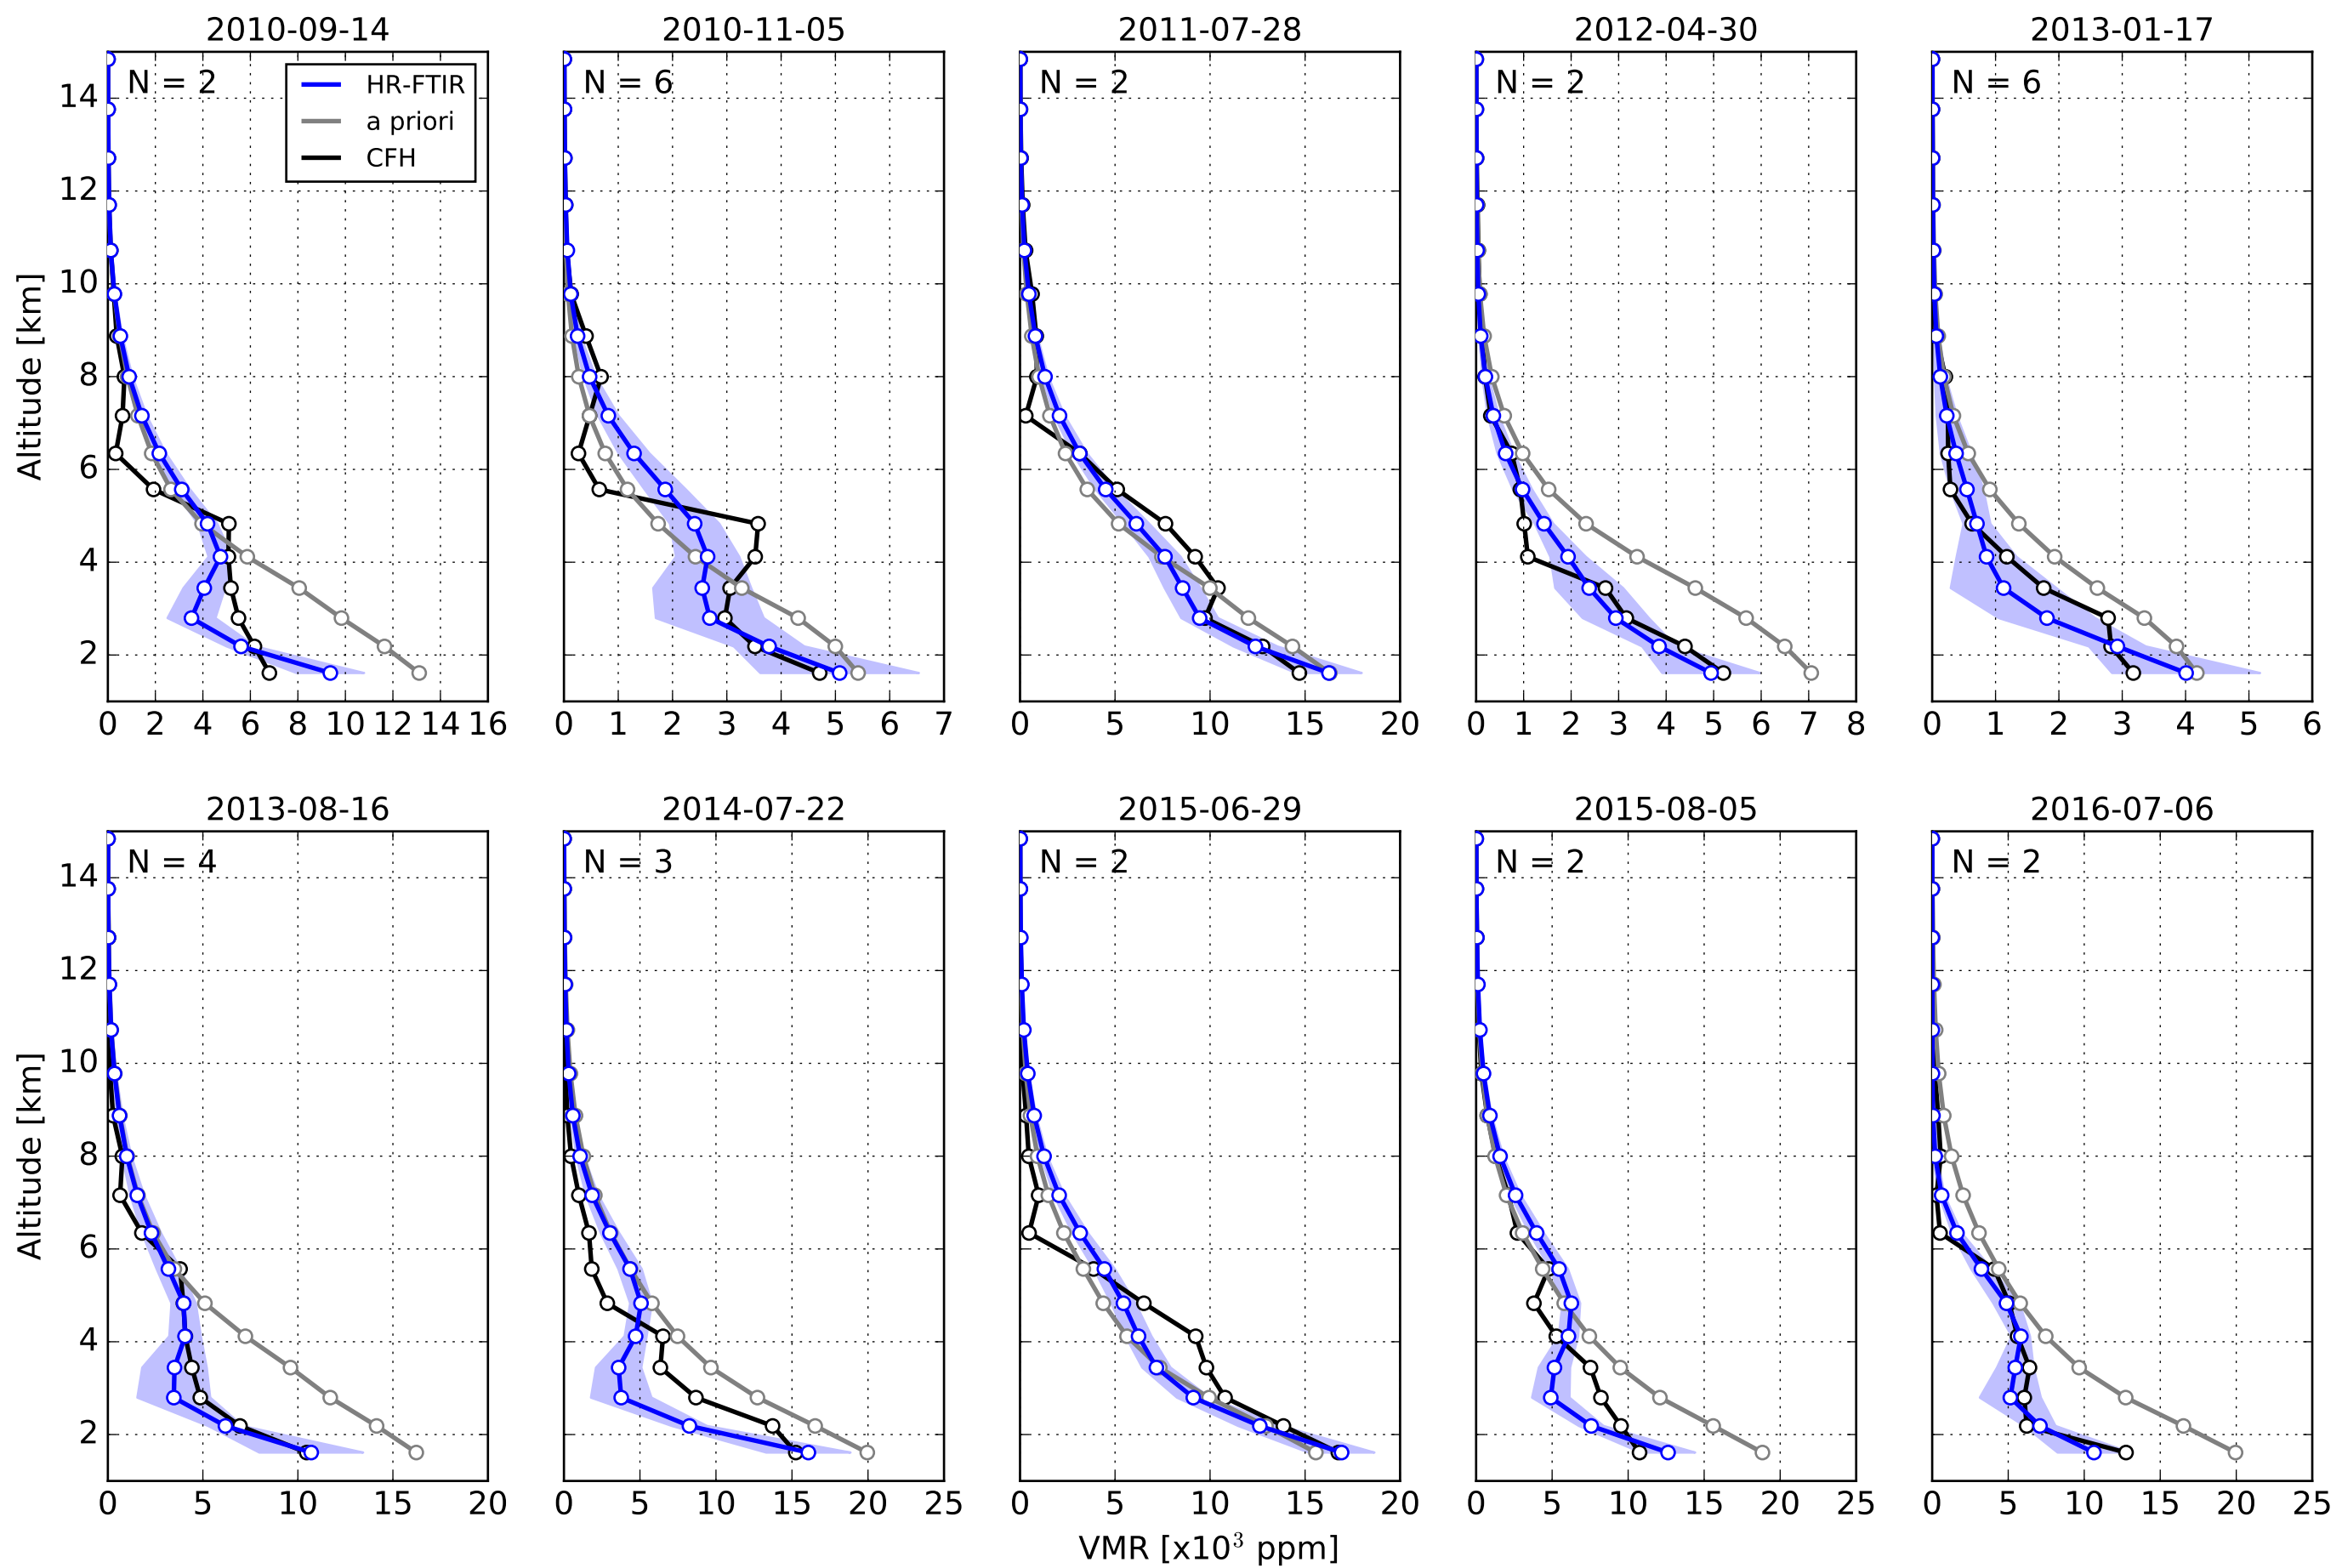 2010-09-14
2010-11-05
2011-07-28
2012-04-30
2013-01-17
N = 2
HR-FTIR
a priori
CFH
N = 6
N = 2
N = 2
N = 6
Altitude [km]
14
12
10
8
6
4
2
0 2 4 6 8 10 12 14 16
0 1 2 3 4 5 6 7
0 5 10 15 20
0 1 2 3 4 5 6 7 8
0 1 2 3 4 5 6
2013-08-16
2014-07-22
2015-06-29
2015-08-05
2016-07-06
N = 4
N = 3
N = 2
N = 2
N = 2
Altitude [km]
14
12
10
8
6
4
2
0 5 10 15 20
0 5 10 15 20 25
0 5 10 15 20
0 5 10 15 20 25
0 5 10 15 20 25
VMR [x10³ ppm]